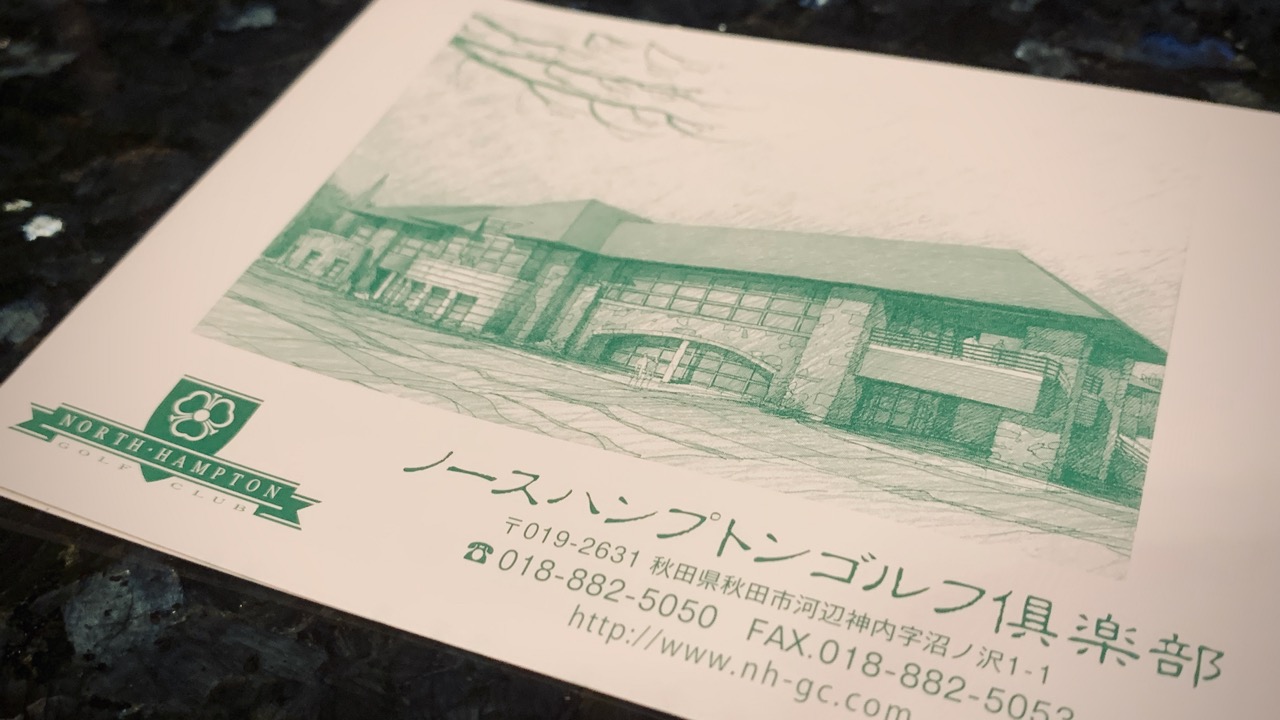 NORTH·HAMPTON
GOLF CLUB
ノースハンプトンゴルフ倶楽部
〒019-2631 秋田県秋田市河辺神内字沼ノ沢1-1
☎018-882-5050 FAX.018-882-5053
http://www.nh-gc.com